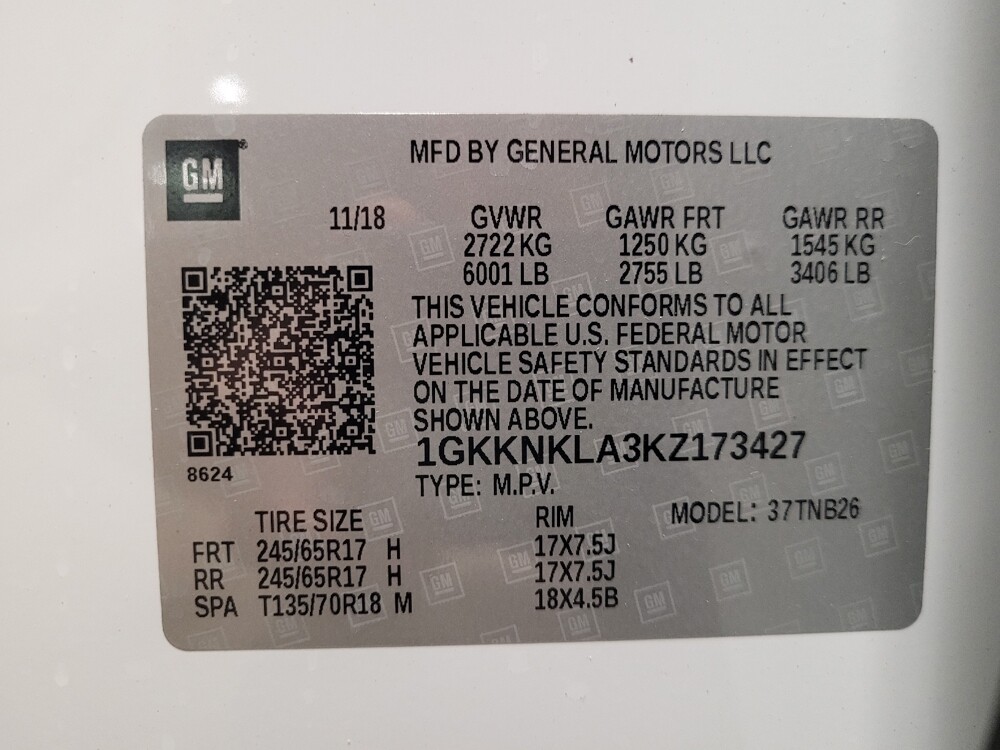 GM
MFD BY GENERAL MOTORS LLC
11/18 GVWR GAWR FRT GAWR RR
2722 KG 1250 KG 1545 KG
6001 LB 2755 LB 3406 LB
THIS VEHICLE CONFORMS TO ALL
APPLICABLE U.S. FEDERAL MOTOR
VEHICLE SAFETY STANDARDS IN EFFECT
ON THE DATE OF MANUFACTURE
SHOWN ABOVE.
1GKKNKLA3KZ173427
8624
TYPE: M.P.V.
TIRE SIZE RIM MODEL: 37TNB26
FRT 245/65R17 H 17X7.5J
RR 245/65R17 H 17X7.5J
SPA T135/70R18 M 18X4.5B